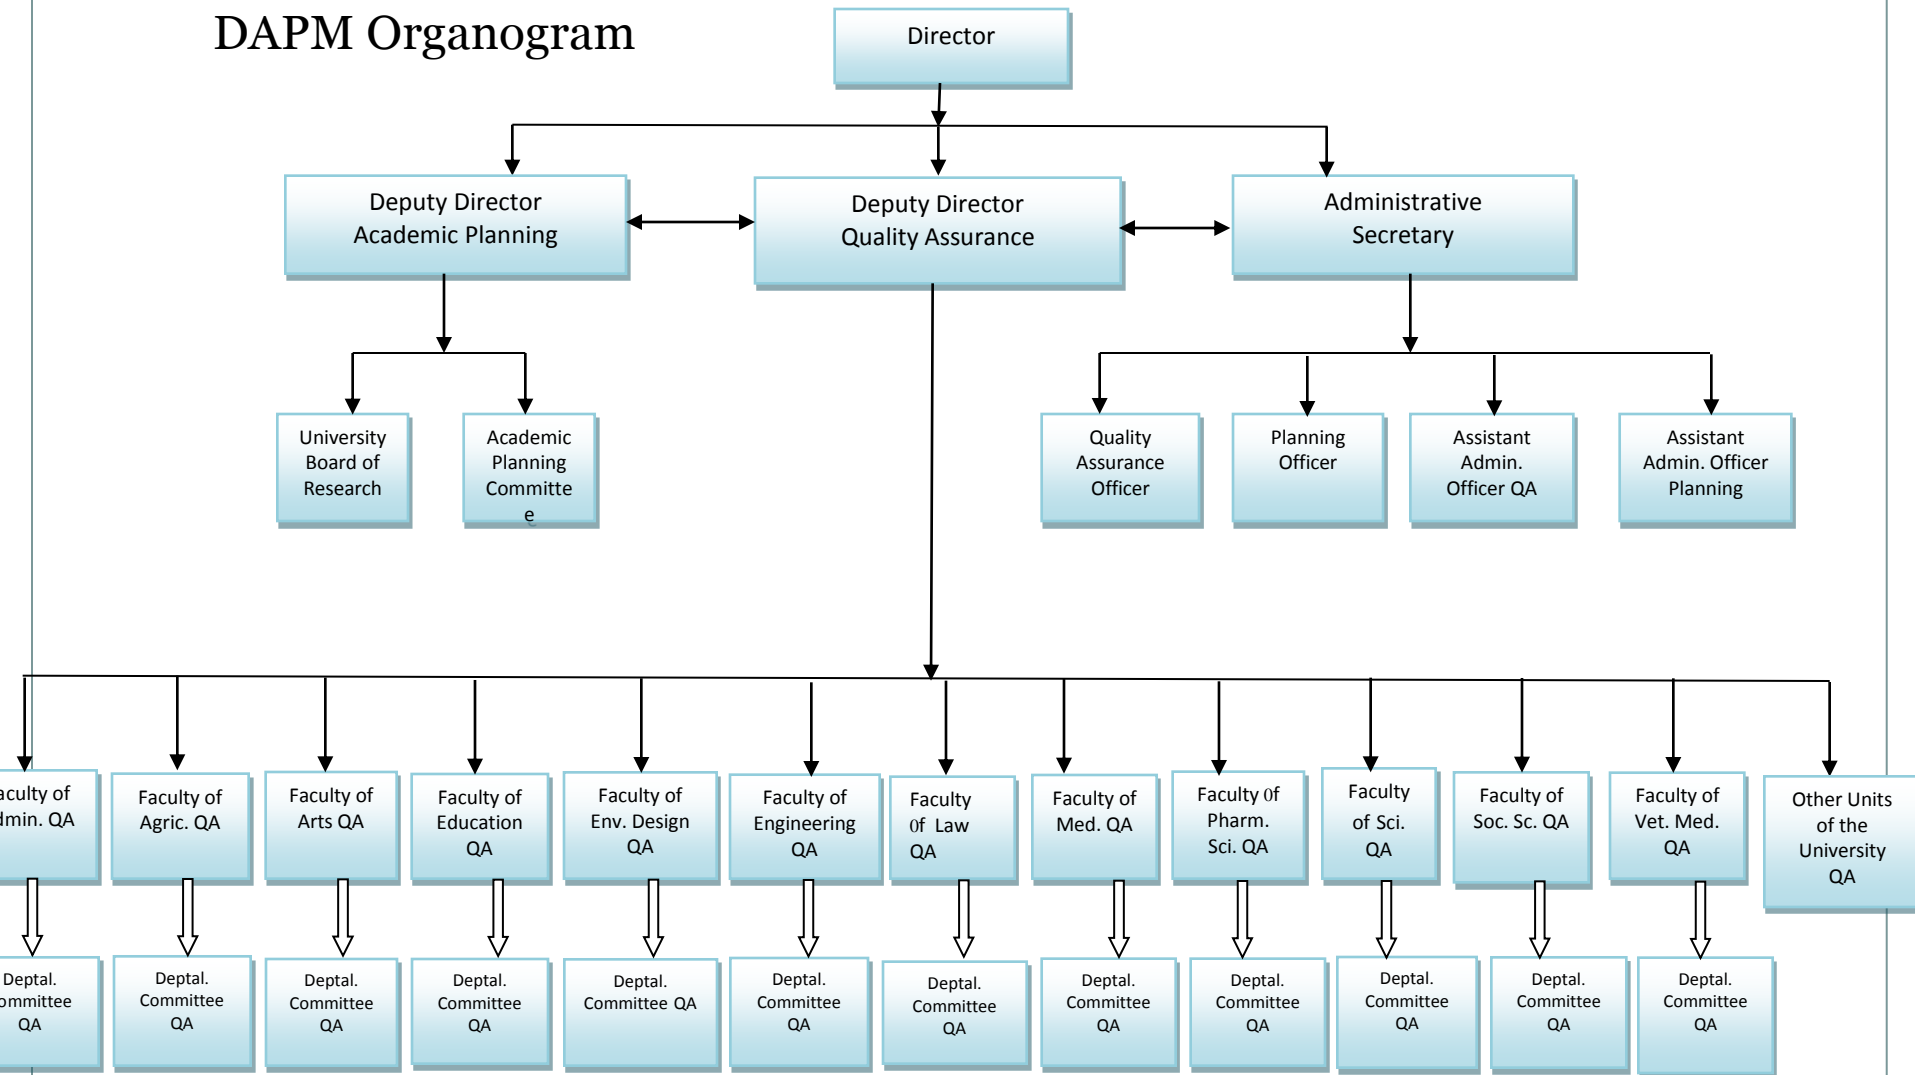 DAPM Organogram
Director
Deputy Director
Academic Planning
Deputy Director
Quality Assurance
Administrative
Secretary
University
Board of
Research
Academic
Planning
Committe
e
Quality
Assurance
Officer
Planning
Officer
Assistant
Admin.
Officer QA
Assistant
Admin. Officer
Planning
aculty of
dmin. QA
Faculty of
Agric. QA
Faculty of
Arts QA
Faculty of
Education
QA
Faculty of
Env. Design
QA
Faculty of
Engineering
QA
Faculty
0f Law
QA
Faculty of
Med. QA
Faculty 0f
Pharm.
Sci. QA
Faculty
of Sci.
QA
Faculty of
Soc. Sc. QA
Faculty of
Vet. Med.
QA
Other Units
of the
University
QA
Deptal.
ommittee
QA
Deptal.
Committee
QA
Deptal.
Committee
QA
Deptal.
Committee
QA
Deptal.
Committee QA
Deptal.
Committee
QA
Deptal.
Committee
QA
Deptal.
Committee
QA
Deptal.
Committee
QA
Deptal.
Committee
QA
Deptal.
Committee
QA
Deptal.
Committee
QA